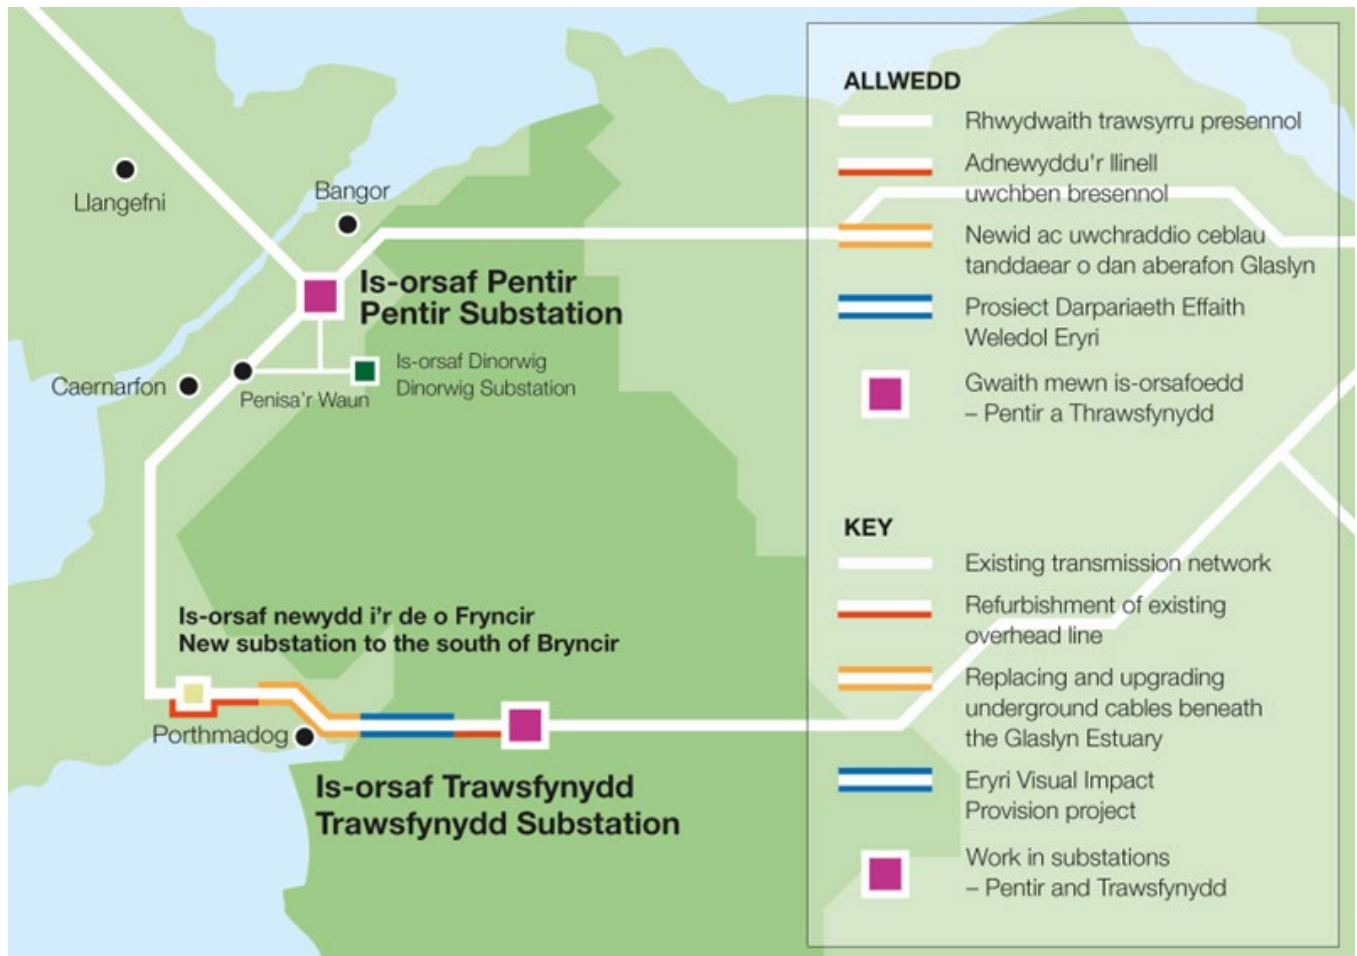 Llangefni
Bangor
Is-orsaf Pentir
Pentir Substation
Is-orsaf Dinorwig
Dinorwig Substation
Caernarfon
Penisa'r Waun
Is-orsaf newydd i'r de o Fryncir
New substation to the south of Bryncir
Porthmadog
Is-orsaf Trawsfynydd
Trawsfynydd Substation
ALLWEDD
Rhwydwaith trawsyrru presennol
Adnewyddu'r llinell
uwchben bresennol
Newid ac uwchraddio ceblau
tanddaear o dan aberafon Glaslyn
Prosiect Darpariaeth Effaith
Weledol Eryri
Gwaith mewn is-orsafoedd
– Pentir a Thrawsfynydd
KEY
Existing transmission network
Refurbishment of existing
overhead line
Replacing and upgrading
underground cables beneath
the Glaslyn Estuary
Eryri Visual Impact
Provision project
Work in substations
– Pentir and Trawsfynydd